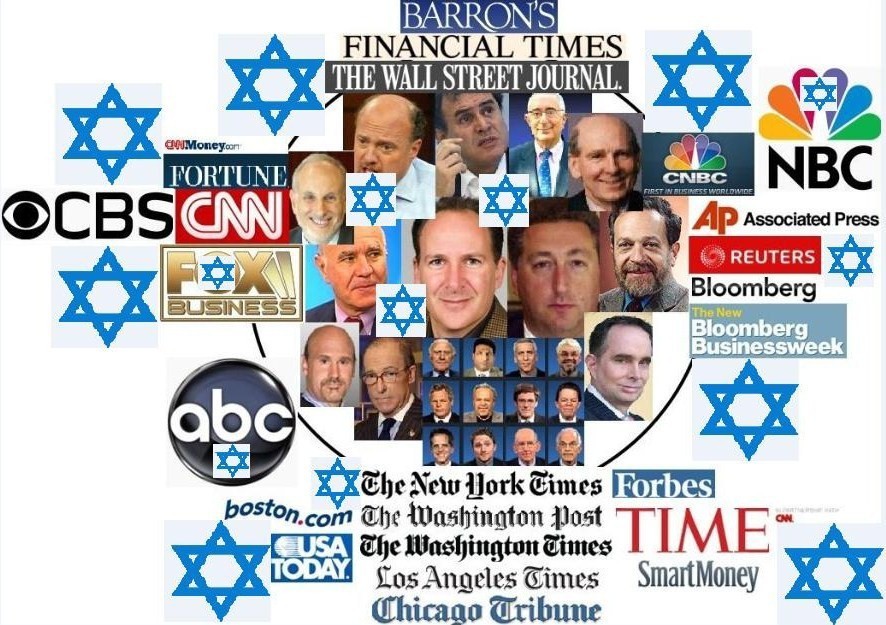 BARRON'S
FINANCIAL TIMES
THE WALL STREET JOURNAL.
CNNMoney.com
FORTUNE
CBS
CNN
FOX
BUSINESS
abc
NBC
CNBC
FIRST IN BUSINESS WORLDWIDE
AP Associated Press
REUTERS
Bloomberg
The New
Bloomberg
Businessweek
The New York Times
Forbes
boston.com
The Washington Post
TIME
CNN
USA
TODAY.
The Washington Times
Los Angeles Times
SmartMoney
Chicago Tribune